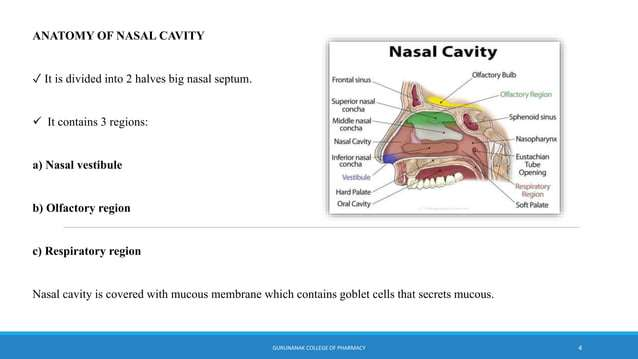 ANATOMY OF NASAL CAVITY
✓ It is divided into 2 halves big nasal septum.
✓ It contains 3 regions:
a) Nasal vestibule
b) Olfactory region
c) Respiratory region
Nasal cavity is covered with mucous membrane which contains goblet cells that secrets mucous.
Nasal Cavity
Frontal sinus
Superior nasal
concha
Middle nasal
concha
Nasal Cavity
Inferior nasal
concha
Vestibule
Hard Palate
Oral Cavity
Olfactory Bulb
Olfactory Region
Sphenoid sinus
Nasopharynx
Eustachian
Tube
Opening
Respiratory
Region
Soft Palate
GURUNANAK COLLEGE OF PHARMACY
4